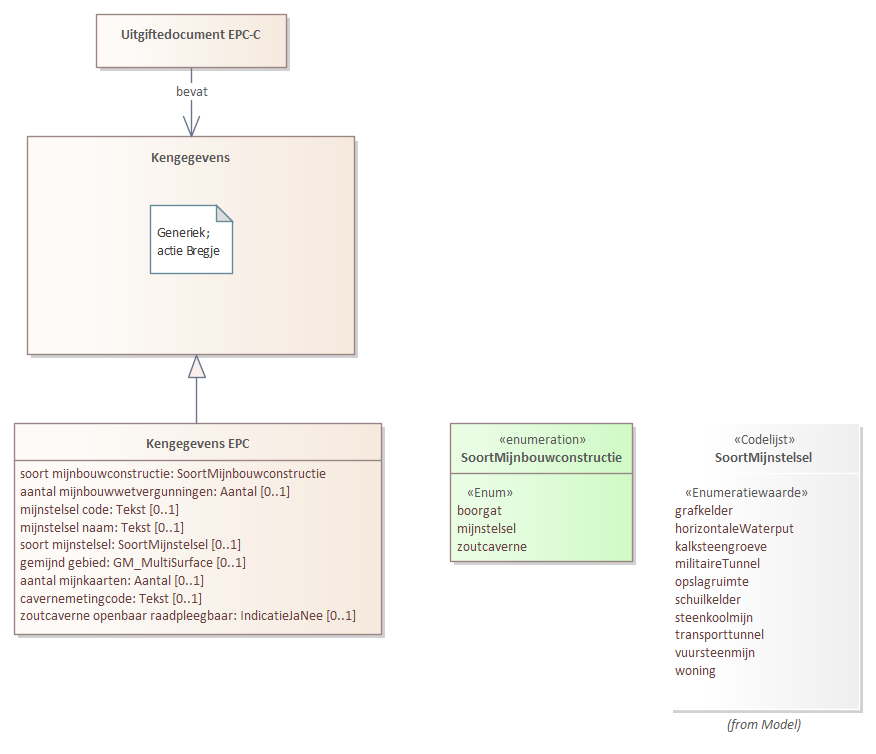 Uitgiftedocument EPC-C
bevat
Kengegevens
Generiek;
actie Bregje
Kengegevens EPC
soort mijnbouwconstructie: SoortMijnbouwconstructie
aantal mijnbouwwetvergunningen: Aantal [0..1]
mijnstelsel code: Tekst [0..1]
mijnstelsel naam: Tekst [0..1]
soort mijnstelsel: SoortMijnstelsel [0..1]
gemijnd gebied: GM_MultiSurface [0..1]
aantal mijnkaarten: Aantal [0..1]
cavernemetingcode: Tekst [0..1]
zoutcaverne openbaar raadpleegbaar: IndicatieJaNee [0..1]
«enumeration»
SoortMijnbouwconstructie
«Enum»
boorgat
mijnstelsel
zoutcaverne
«Codelijst»
SoortMijnstelsel
«Enumeratiewaarde»
grafkelder
horizontaleWaterput
kalksteengroeve
militaireTunnel
opslagruimte
schuilkelder
steenkoolmijn
transporttunnel
vuursteenmijn
woning
(from Model)